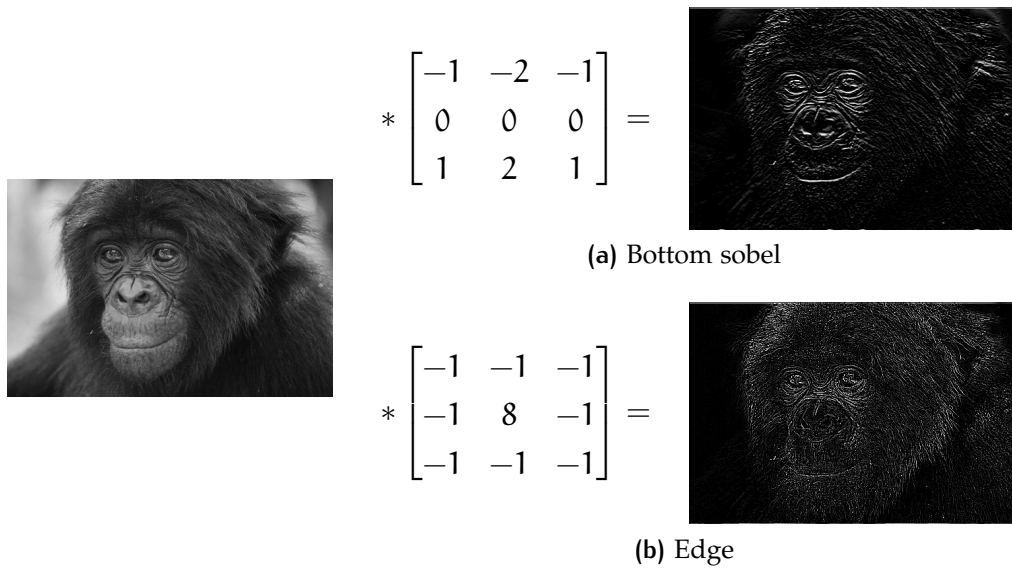 −1 −2 −1
* 0 0 0 =
1 2 1
(a) Bottom sobel
−1 −1 −1
* −1 8 −1 =
−1 −1 −1
(b) Edge